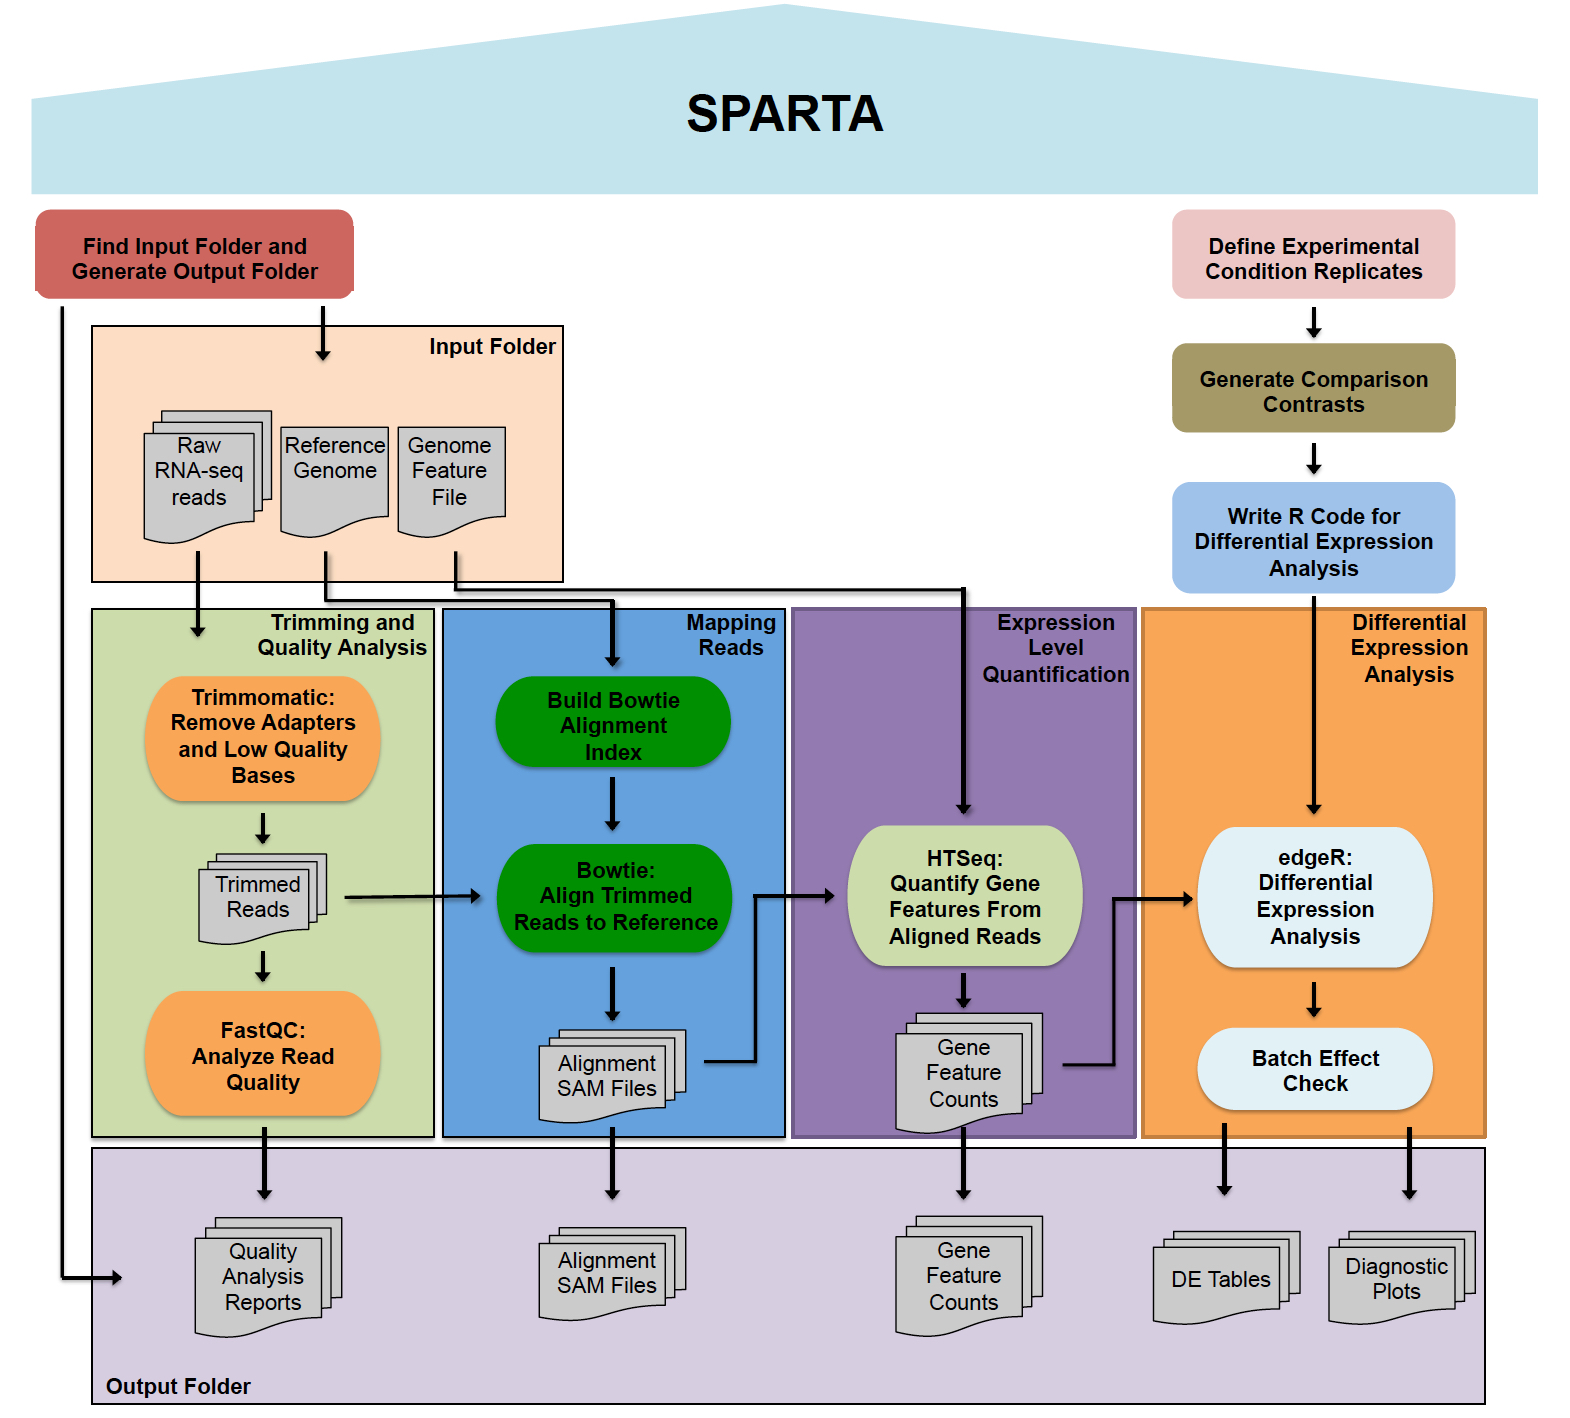 SPARTA
Find Input Folder and
Generate Output Folder
Define Experimental
Condition Replicates
Input Folder
Generate Comparison
Contrasts
Raw
RNA-seq
reads
Reference
Genome
Genome
Feature
File
Write R Code for
Differential Expression
Analysis
Trimming and
Quality Analysis
Mapping
Reads
Expression
Level
Quantification
Differential
Expression
Analysis
Trimmomatic:
Remove Adapters
and Low Quality
Bases
Build Bowtie
Alignment
Index
Trimmed
Reads
Bowtie:
Align Trimmed
Reads to Reference
HTSeq:
Quantify Gene
Features From
Aligned Reads
edgeR:
Differential
Expression
Analysis
FastQC:
Analyze Read
Quality
Alignment
SAM Files
Gene
Feature
Counts
Batch Effect
Check
Quality
Analysis
Reports
Alignment
SAM Files
Gene
Feature
Counts
DE Tables
Diagnostic
Plots
Output Folder